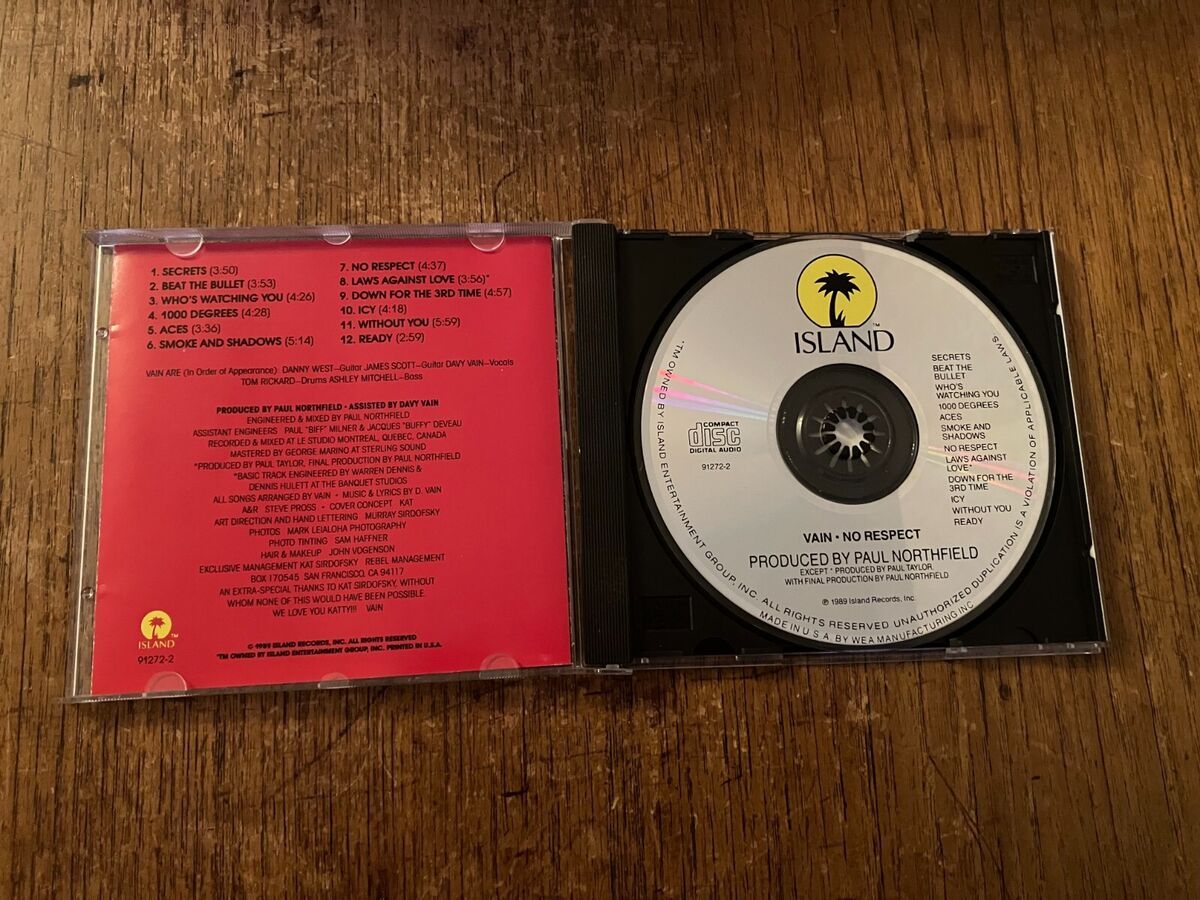 1. SECRETS (3:50)
2. BEAT THE BULLET (3:53)
3. WHO'S WATCHING YOU (4:26)
4. 1000 DEGREES (4:28)
5. ACES (3:36)
6. SMOKE AND SHADOWS (5:14)
7. NO RESPECT (4:37)
8. LAWS AGAINST LOVE (3:56)*
9. DOWN FOR THE 3RD TIME (4:57)
10. ICY (4:18)
11. WITHOUT YOU (5:59)
12. READY (2:59)
VAIN ARE (In Order of Appearance) DANNY WEST–Guitar JAMES SCOTT–Guitar DAVY VAIN–Vocals
TOM RICKARD–Drums ASHLEY MITCHELL–Bass
PRODUCED BY PAUL NORTHFIELD • ASSISTED BY DAVY VAIN
ENGINEERED & MIXED BY PAUL NORTHFIELD
ASSISTANT ENGINEERS PAUL "BIFF" MILNER & JACQUES "BUFFY" DEVEAU
RECORDED & MIXED AT LE STUDIO MONTREAL, QUEBEC, CANADA
MASTERED BY GEORGE MARINO AT STERLING SOUND
*PRODUCED BY PAUL TAYLOR, FINAL PRODUCTION BY PAUL NORTHFIELD
*BASIC TRACK ENGINEERED BY WARREN DENNIS &
DENNIS HULETT AT THE BANQUET STUDIOS
ALL SONGS ARRANGED BY VAIN • MUSIC & LYRICS BY D. VAIN
A&R STEVE PROSS • COVER CONCEPT KAT
ART DIRECTION AND HAND LETTERING MURRAY SIRDOFSKY
PHOTOS MARK LEIALOHA PHOTOGRAPHY
PHOTO TINTING SAM HAFFNER
HAIR & MAKEUP JOHN VOGENSON
EXCLUSIVE MANAGEMENT KAT SIRDOFSKY REBEL MANAGEMENT
BOX 170545 SAN FRANCISCO, CA 94117
AN EXTRA-SPECIAL THANKS TO KAT SIRDOFSKY, WITHOUT
WHOM NONE OF THIS WOULD HAVE BEEN POSSIBLE.
WE LOVE YOU KATTY!!! VAIN
ISLAND™
91272-2
© 1989 ISLAND RECORDS, INC. ALL RIGHTS RESERVED
*TM OWNED BY ISLAND ENTERTAINMENT GROUP, INC. PRINTED IN U.S.A.
ISLAND™
SECRETS
BEAT THE
BULLET
WHO'S
WATCHING YOU
1000 DEGREES
ACES
SMOKE AND
SHADOWS
NO RESPECT
LAWS AGAINST
LOVE*
DOWN FOR THE
3RD TIME
ICY
WITHOUT YOU
READY
COMPACT
disc
DIGITAL AUDIO
91272-2
VAIN • NO RESPECT
PRODUCED BY PAUL NORTHFIELD
EXCEPT * PRODUCED BY PAUL TAYLOR
WITH FINAL PRODUCTION BY PAUL NORTHFIELD
℗ 1989 Island Records, Inc.
*TM OWNED BY ISLAND ENTERTAINMENT GROUP, INC. ALL RIGHTS RESERVED UNAUTHORIZED DUPLICATION IS A VIOLATION OF APPLICABLE LAWS.
MADE IN U.S.A. BY WEA MANUFACTURING INC.